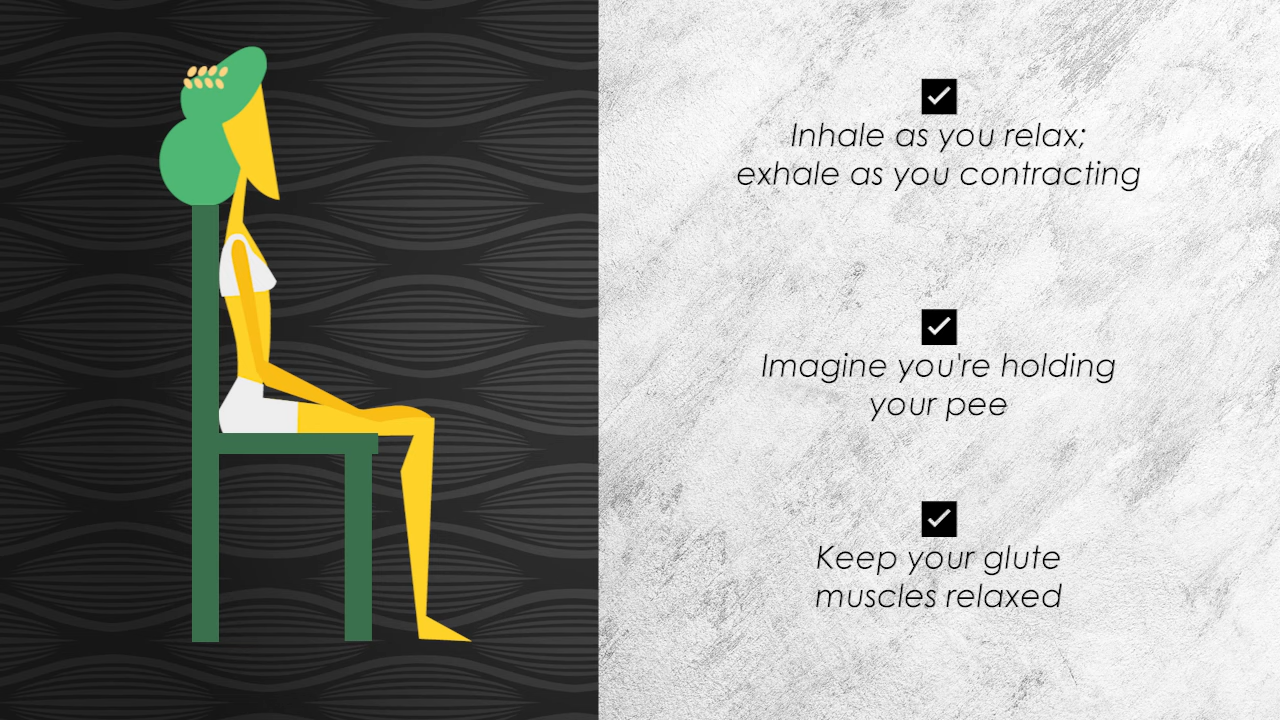 Inhale as you relax;
exhale as you contracting
Imagine you're holding
your pee
Keep your glute
muscles relaxed